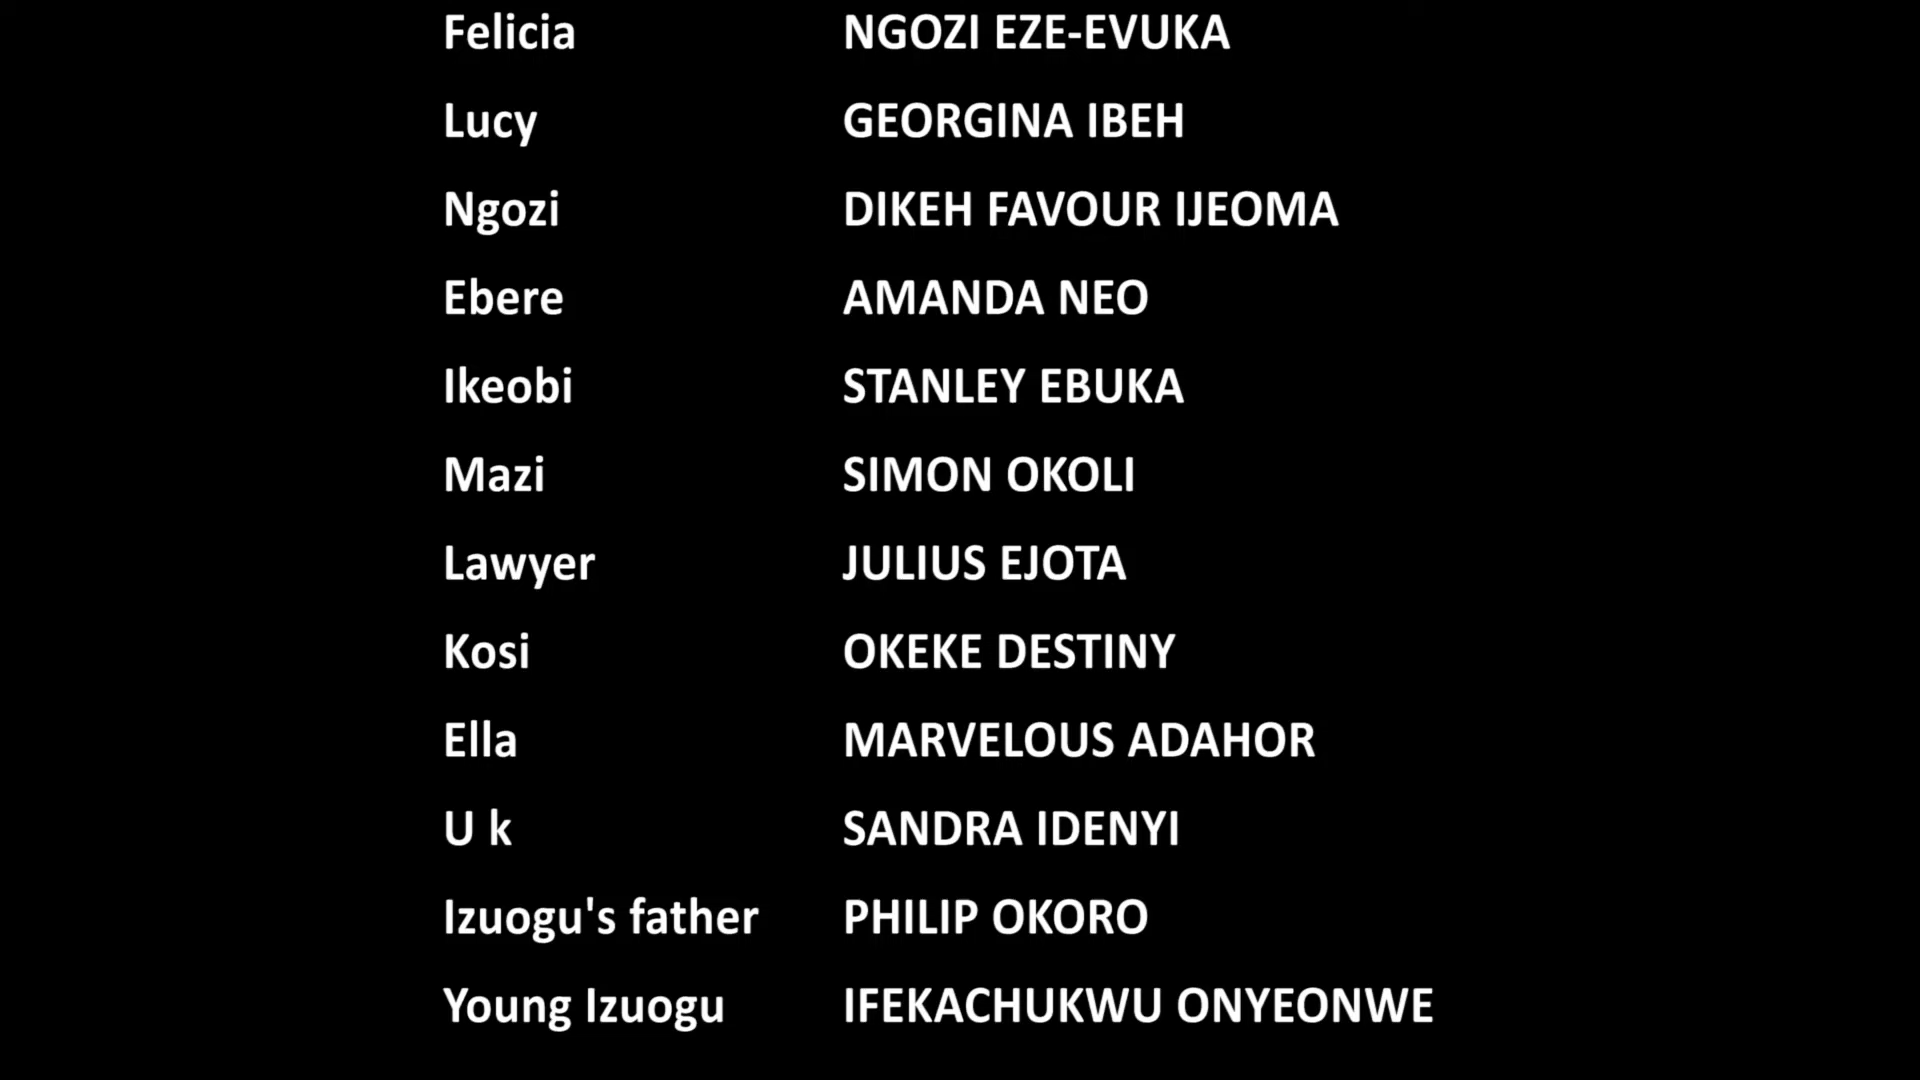 Felicia NGOZI EZE-EVUKA
Lucy GEORGINA IBEH
Ngozi DIKEH FAVOUR IJEOMA
Ebere AMANDA NEO
Ikeobi STANLEY EBUKA
Mazi SIMON OKOLI
Lawyer JULIUS EJOTA
Kosi OKEKE DESTINY
Ella MARVELOUS ADAHOR
U k SANDRA IDENYI
Izuogu's father PHILIP OKORO
Young Izuogu IFEKACHUKWU ONYEONWE